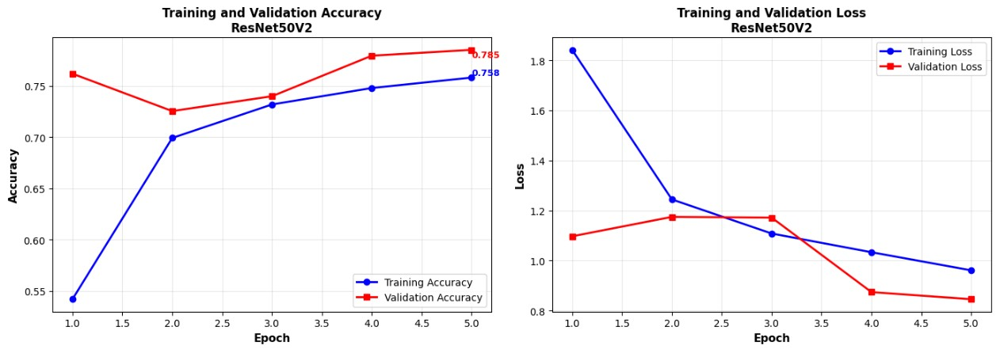 Training and Validation Accuracy
ResNet50V2
Accuracy
0.75
0.70
0.65
0.60
0.55
0.785
0.758
Training Accuracy
Validation Accuracy
1.0 1.5 2.0 2.5 3.0 3.5 4.0 4.5 5.0
Epoch
Training and Validation Loss
ResNet50V2
Loss
1.8
1.6
1.4
1.2
1.0
0.8
Training Loss
Validation Loss
1.0 1.5 2.0 2.5 3.0 3.5 4.0 4.5 5.0
Epoch